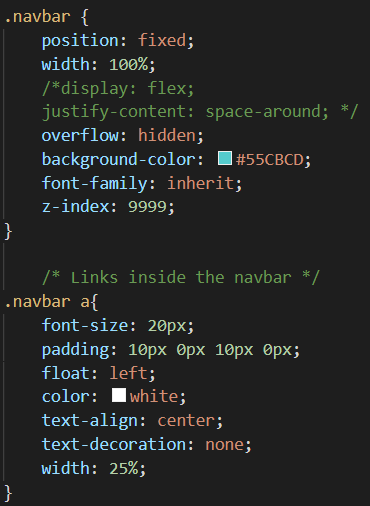 .navbar {
    position: fixed;
    width: 100%;
    /*display: flex;
    justify-content: space-around; */
    overflow: hidden;
    background-color: #55CBCD;
    font-family: inherit;
    z-index: 9999;
}
    /* Links inside the navbar */
.navbar a{
    font-size: 20px;
    padding: 10px 0px 10px 0px;
    float: left;
    color: white;
    text-align: center;
    text-decoration: none;
    width: 25%;
}